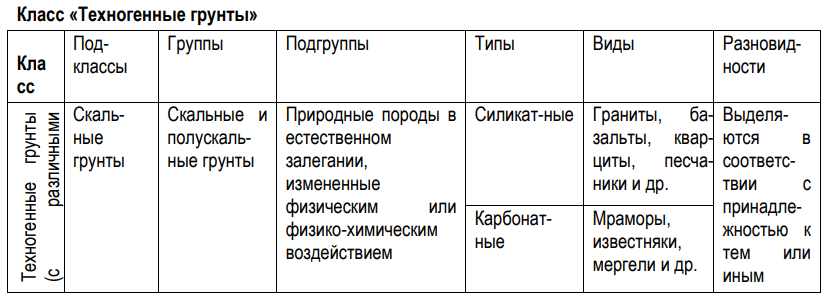 Класс «Техногенные грунты»
Кла
сс
Под-
классы
Группы
Подгруппы
Типы
Виды
Разновид-
ности
Техногенные грунты
(с различными
Скаль-
ные
грунты
Скальные и
полускаль-
ные грунты
Природные породы в
естественном
залегании,
измененные
физическим или
физико-химическим
воздействием
Силикат-ные
Граниты, ба-
зальты, квар-
циты, песча-
ники и др.
Выделя-
ются в
соответс-
твии с
принадле-
жностью к
тем или
иным
Карбонат-
ные
Мраморы,
известняки,
мергели и др.